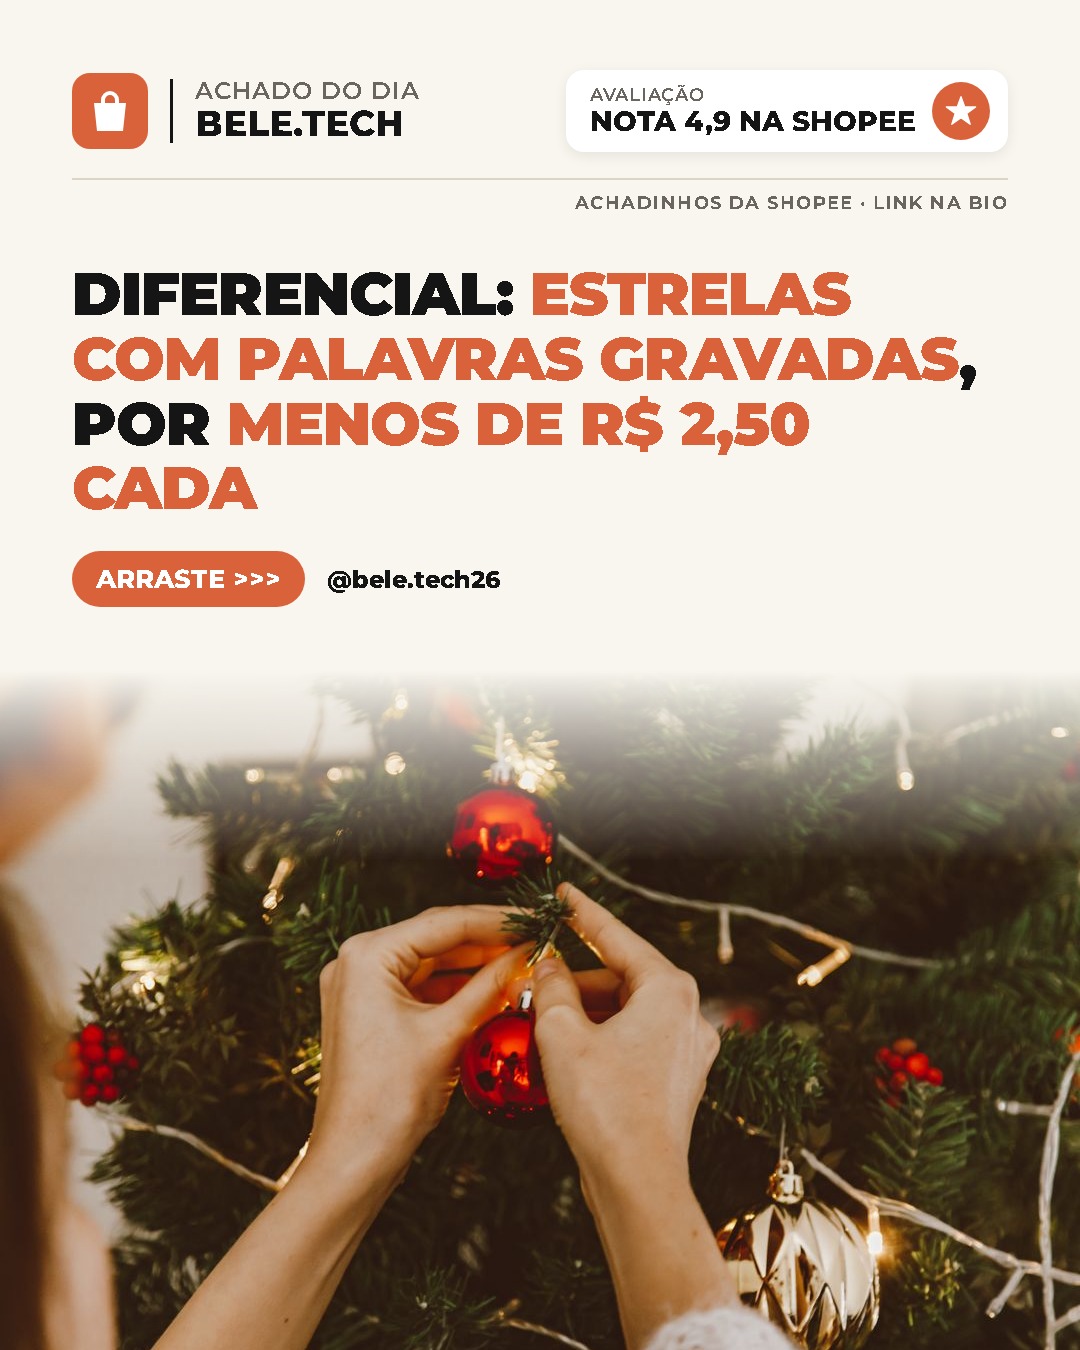 ACHADO DO DIA
BELE.TECH
AVALIAÇÃO
NOTA 4,9 NA SHOPEE
ACHADINHOS DA SHOPEE · LINK NA BIO
DIFERENCIAL: ESTRELAS
COM PALAVRAS GRAVADAS,
POR MENOS DE R$ 2,50
CADA
ARRASTE >>>
@bele.tech26